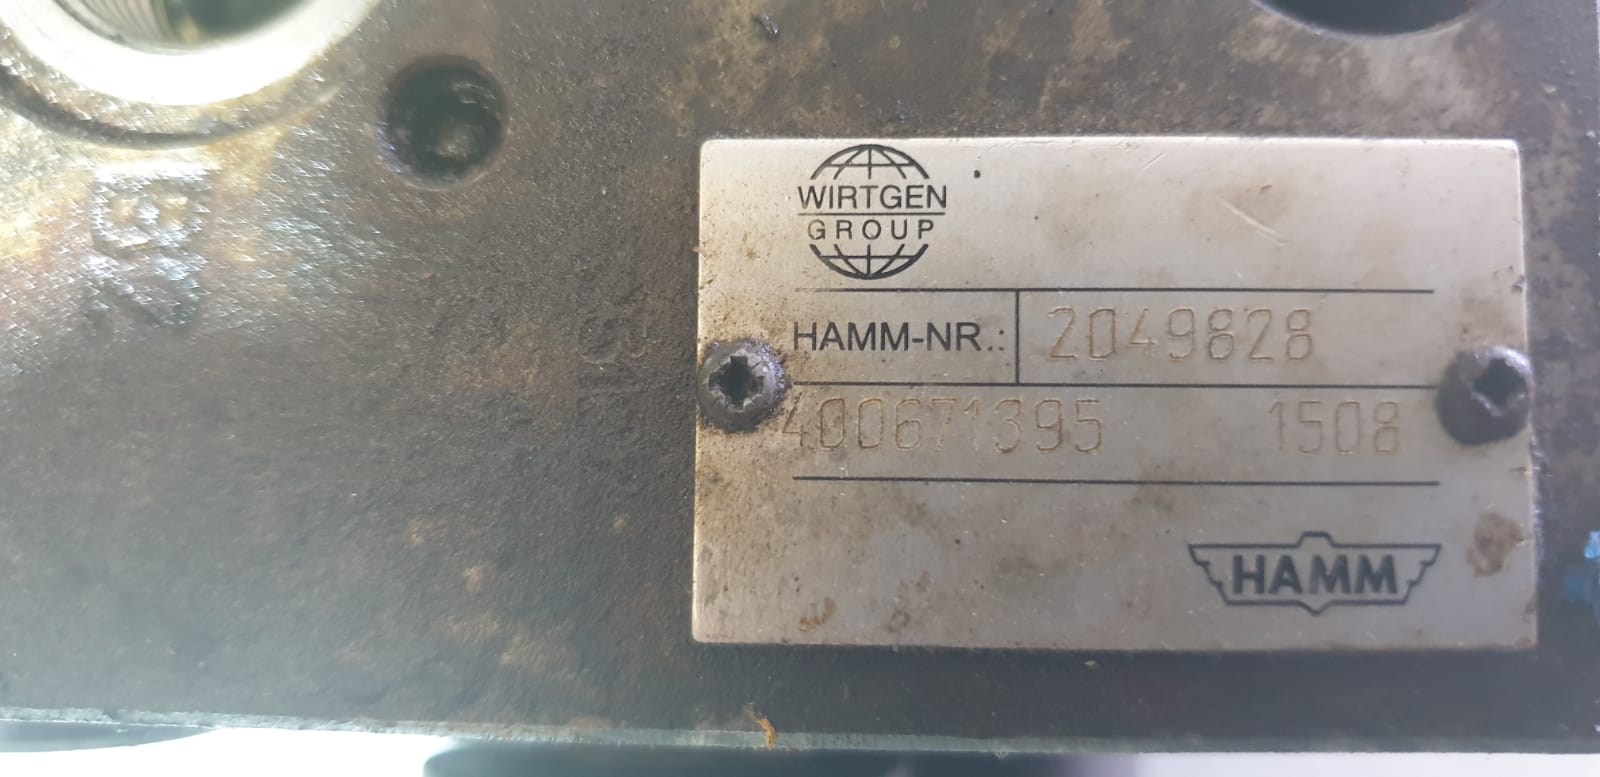 WIRTGEN
GROUP
HAMM-NR.: 2049828
400671395 1508
HAMM